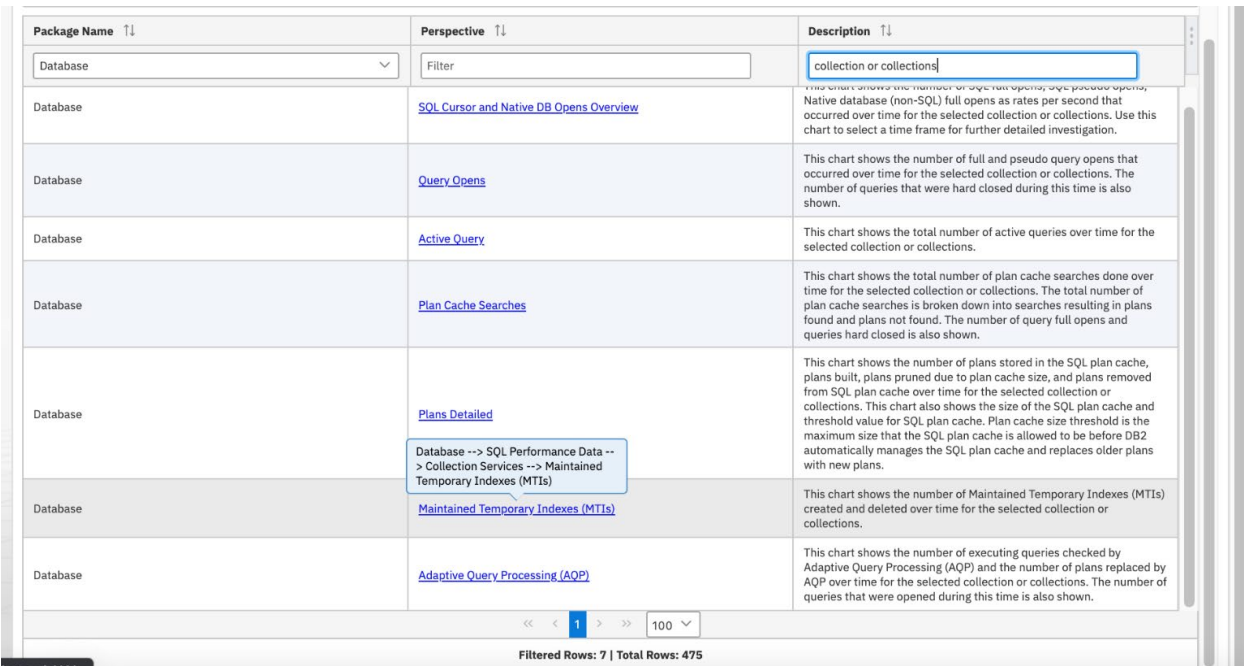 Package Name
Perspective
Description
Database
Filter
collection or collections
Database
SQL Cursor and Native DB Opens Overview
This chart shows the number of SQL full opens, SQL pseudo opens,
Native database (non-SQL) full opens as rates per second that
occurred over time for the selected collection or collections. Use this
chart to select a time frame for further detailed investigation.
Database
Query Opens
This chart shows the number of full and pseudo query opens that
occurred over time for the selected collection or collections. The
number of queries that were hard closed during this time is also
shown.
Database
Active Query
This chart shows the total number of active queries over time for the
selected collection or collections.
Database
Plan Cache Searches
This chart shows the total number of plan cache searches done over
time for the selected collection or collections. The total number of
plan cache searches is broken down into searches resulting in plans
found and plans not found. The number of query full opens and
queries hard closed is also shown.
Database
Plans Detailed
This chart shows the number of plans stored in the SQL plan cache,
plans built, plans pruned due to plan cache size, and plans removed
from SQL plan cache over time for the selected collection or
collections. This chart also shows the size of the SQL plan cache and
threshold value for SQL plan cache. Plan cache size threshold is the
maximum size that the SQL plan cache is allowed to be before DB2
automatically manages the SQL plan cache and replaces older plans
with new plans.
Database --> SQL Performance Data --
> Collection Services --> Maintained
Temporary Indexes (MTIs)
Database
Maintained Temporary Indexes (MTIs)
This chart shows the number of Maintained Temporary Indexes (MTIs)
created and deleted over time for the selected collection or
collections.
Database
Adaptive Query Processing (AQP)
This chart shows the number of executing queries checked by
Adaptive Query Processing (AQP) and the number of plans replaced by
AQP over time for the selected collection or collections. The number of
queries that were opened during this time is also shown.
<< < 1 > >> 100
Filtered Rows: 7 | Total Rows: 475